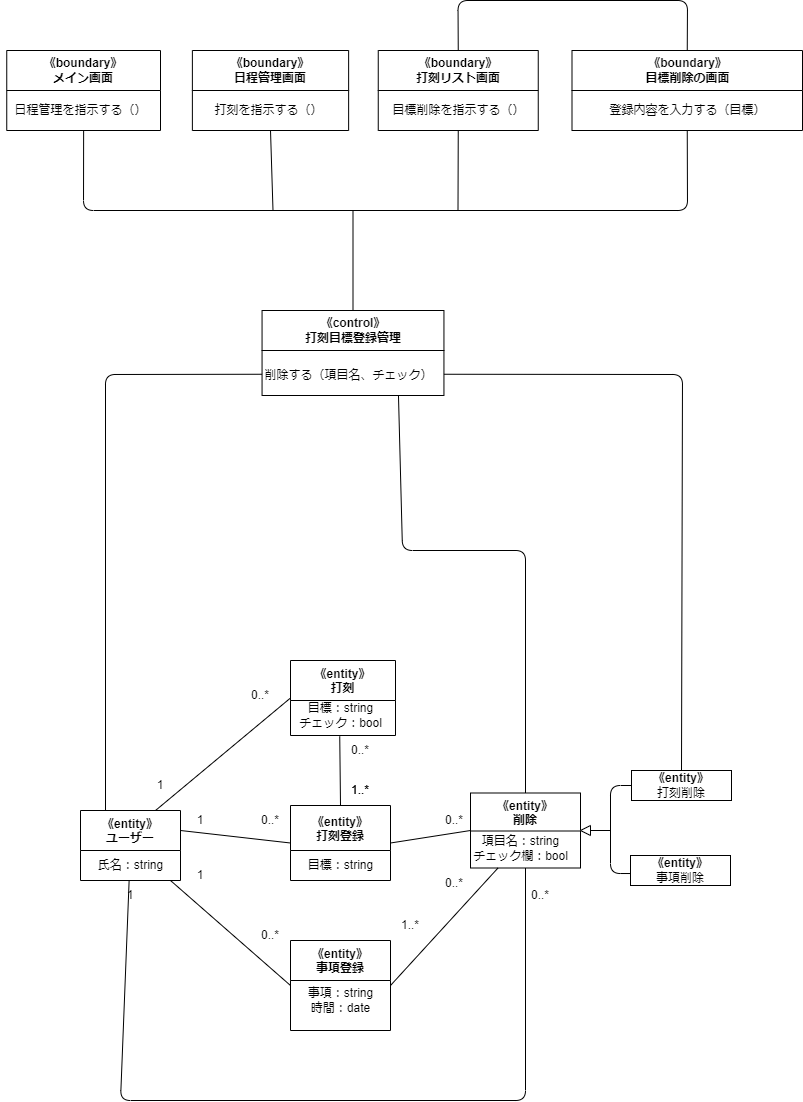 《boundary》
メイン画面
日程管理を指示する（）
《boundary》
日程管理画面
打刻を指示する（）
《boundary》
打刻リスト画面
目標削除を指示する（）
《boundary》
目標削除の画面
登録内容を入力する（目標）
《control》
打刻目標登録管理
削除する（項目名、チェック）
《entity》
打刻
目標：string
チェック：bool
0..*
0..*
1
1..*
《entity》
打刻削除
《entity》
ユーザー
氏名：string
1
0..*
《entity》
打刻登録
目標：string
0..*
《entity》
削除
項目名：string
チェック欄：bool
《entity》
事項削除
1
1
0..*
0..*
0..*
1..*
《entity》
事項登録
事項：string
時間：date